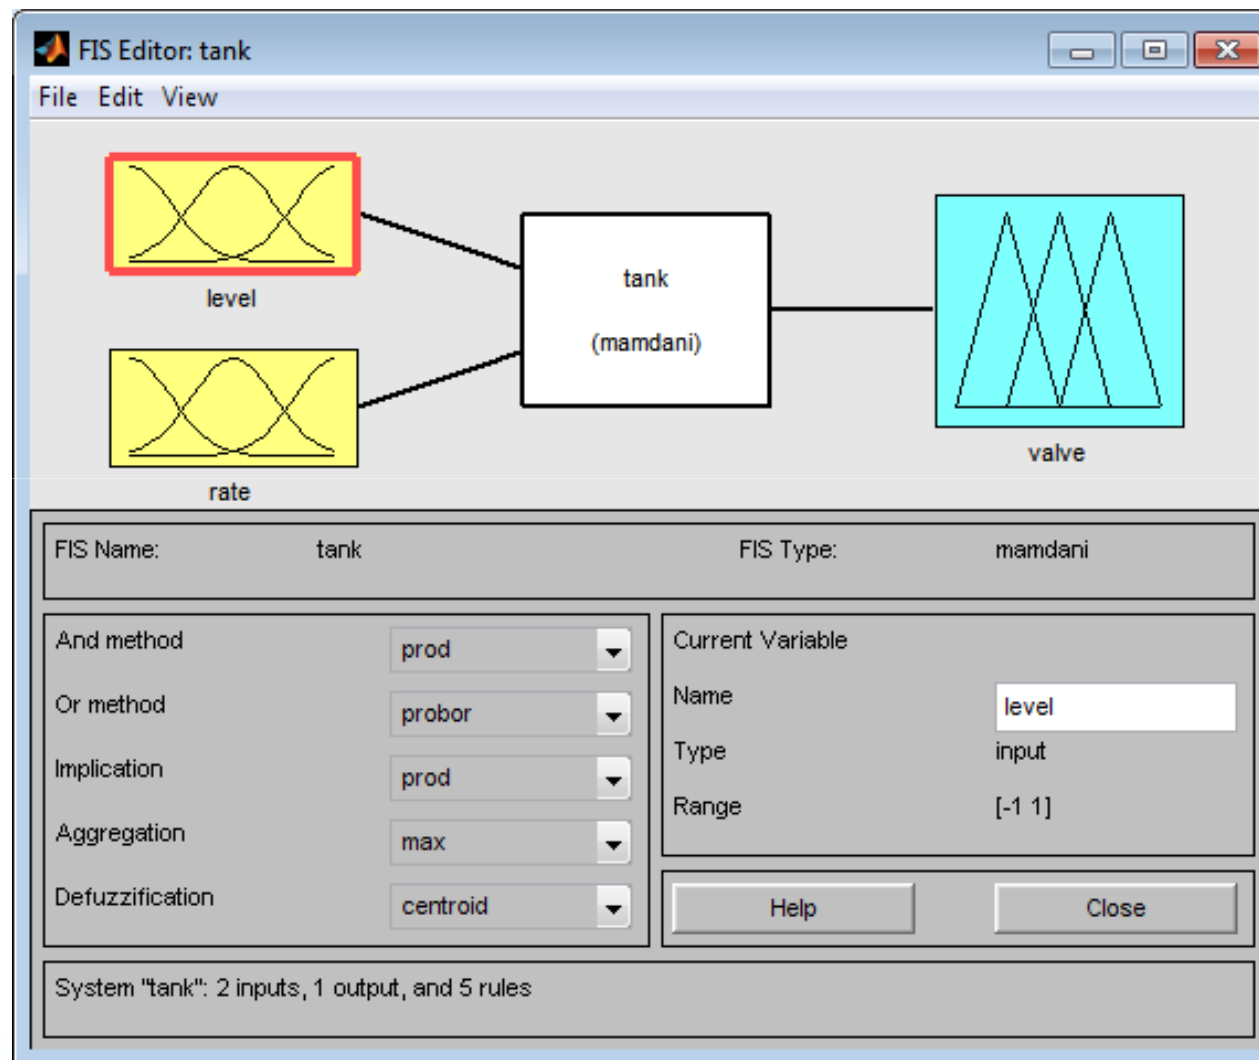 FIS Editor: tank
File Edit View
level
rate
tank
(mamdani)
valve
FIS Name: tank FIS Type: mamdani
And method prod
Or method probor
Implication prod
Aggregation max
Defuzzification centroid
Current Variable
Name level
Type input
Range [-1 1]
Help Close
System "tank": 2 inputs, 1 output, and 5 rules